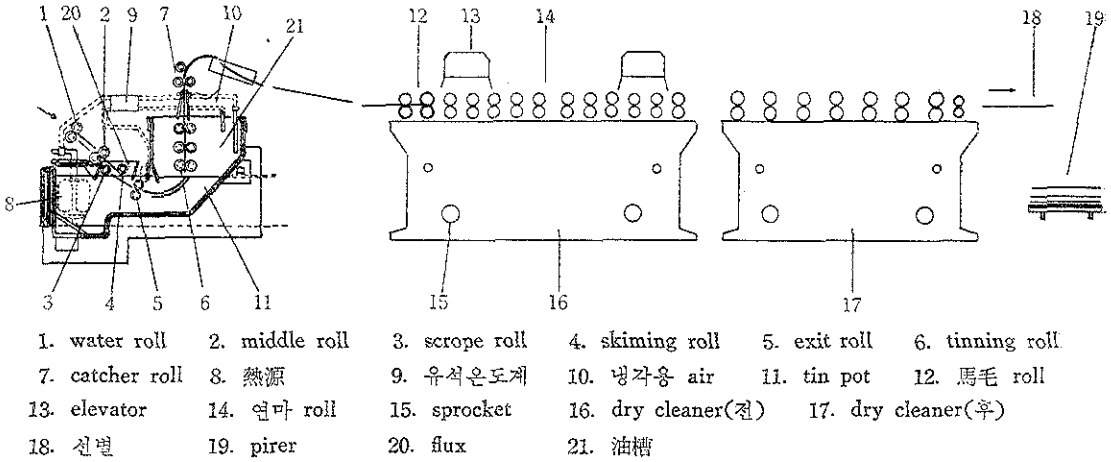 1 20 2 9 7 10 21 12 13 14 18 19
8
3 4 5 6 11 15 16 17
1. water roll 2. middle roll 3. scrope roll 4. skiming roll 5. exit roll 6. tinning roll
7. catcher roll 8. 熱源 9. 유석온도계 10. 냉각용 air 11. tin pot 12. 馬毛 roll
13. elevator 14. 연마 roll 15. sprocket 16. dry cleaner(전) 17. dry cleaner(후)
18. 선별 19. pirer 20. flux 21. 油槽